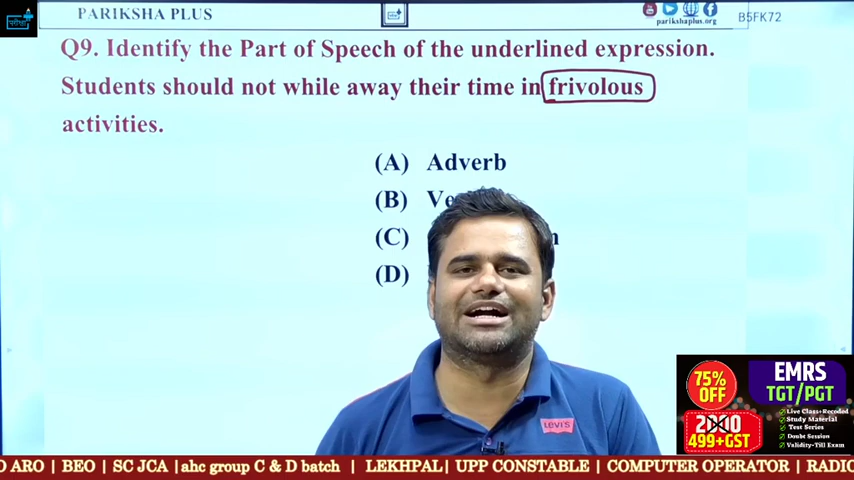 PARIKSHA PLUS
parikshaplus.org
B5FK72
Q9. Identify the Part of Speech of the underlined expression.
Students should not while away their time in frivolous
activities.
(A) Adverb
(B)
(C)
(D)
LEVI'S
75%
OFF
EMRS
TGT/PGT
2000
499+GST
Live Class+Recoded
Study Material
Test Series
Doubt Session
Validity-Till Exam
O ARO | BEO | SC JCA |ahc group C & D batch | LEKHPAL| UPP CONSTABLE | COMPUTER OPERATOR | RADIO